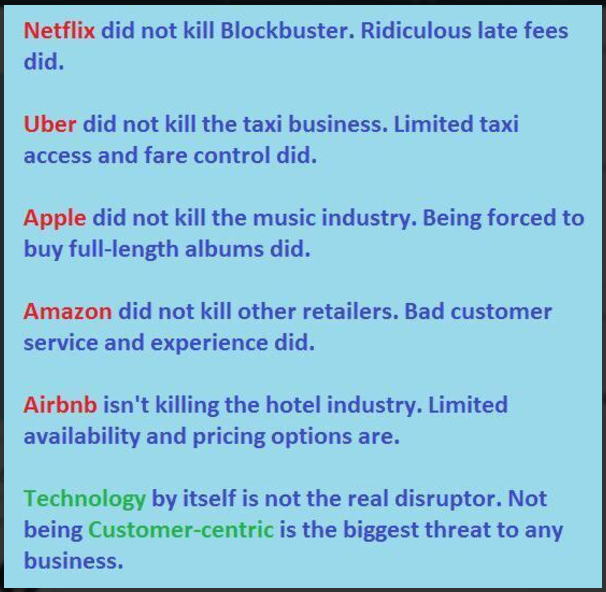 Netflix did not kill Blockbuster. Ridiculous late fees
did.
Uber did not kill the taxi business. Limited taxi
access and fare control did.
Apple did not kill the music industry. Being forced to
buy full-length albums did.
Amazon did not kill other retailers. Bad customer
service and experience did.
Airbnb isn't killing the hotel industry. Limited
availability and pricing options are.
Technology by itself is not the real disruptor. Not
being Customer-centric is the biggest threat to any
business.